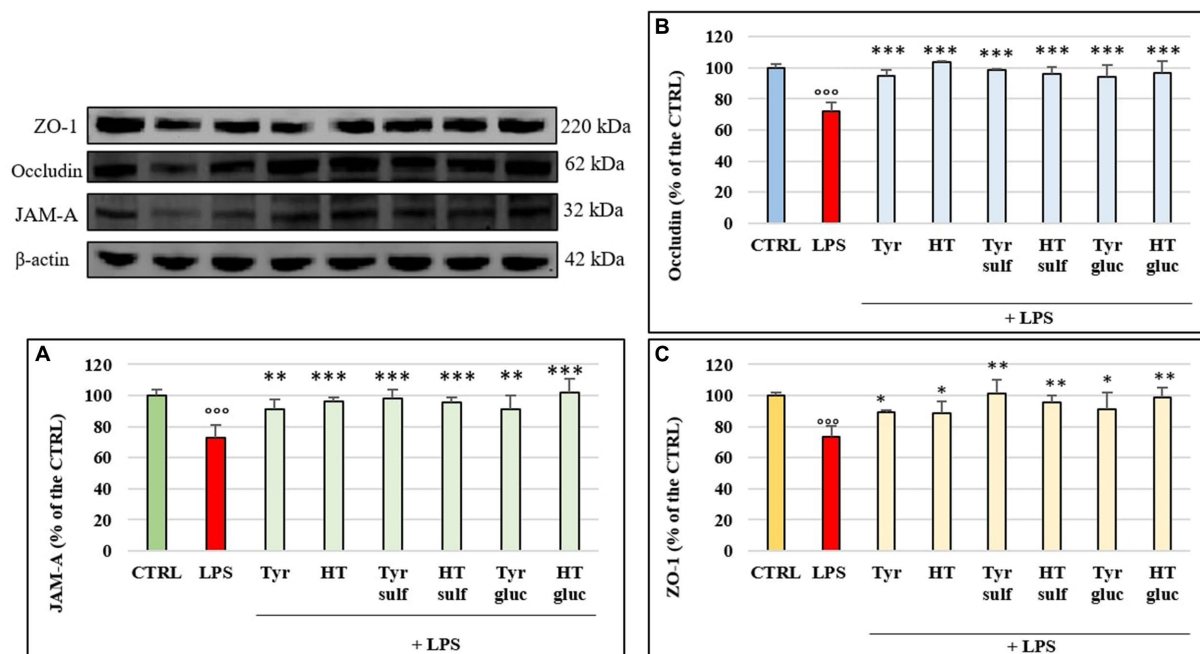 ZO-1 220 kDa
Occludin 62 kDa
JAM-A 32 kDa
β-actin 42 kDa
B
Occludin (% of the CTRL)
120
100
80
60
40
20
0
°°°
*** *** *** *** *** ***
CTRL LPS Tyr HT Tyr sulf HT sulf Tyr gluc HT gluc
+ LPS
A
JAM-A (% of the CTRL)
120
100
80
60
40
20
0
°°°
** *** *** *** ** ***
CTRL LPS Tyr HT Tyr sulf HT sulf Tyr gluc HT gluc
+ LPS
C
ZO-1 (% of the CTRL)
120
100
80
60
40
20
0
°°°
* * ** ** * **
CTRL LPS Tyr HT Tyr sulf HT sulf Tyr gluc HT gluc
+ LPS